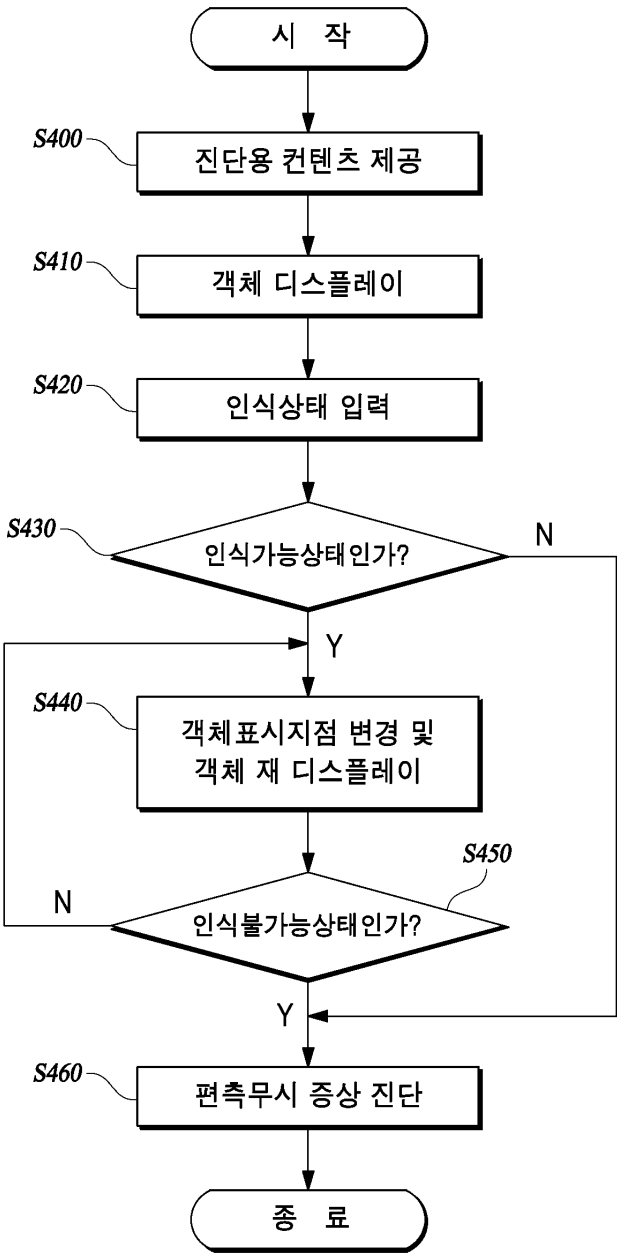 시 작
S400
진단용 컨텐츠 제공
S410
객체 디스플레이
S420
인식상태 입력
S430
인식가능상태인가?
N
Y
S440
객체표시지점 변경 및
객체 재 디스플레이
S450
인식불가능상태인가?
N
Y
S460
편측무시 증상 진단
종 료